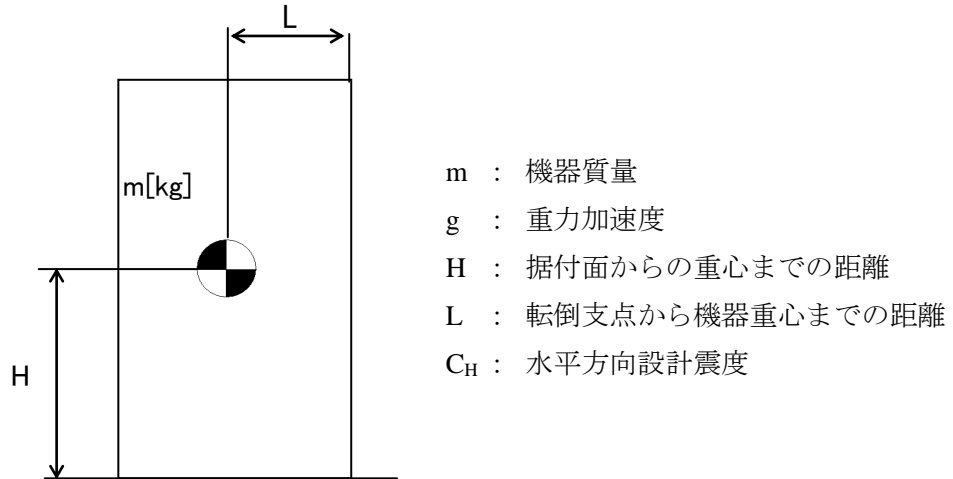 L
m[kg]
H
m : 機器質量
g : 重力加速度
H : 据付面からの重心までの距離
L : 転倒支点から機器重心までの距離
C_H : 水平方向設計震度